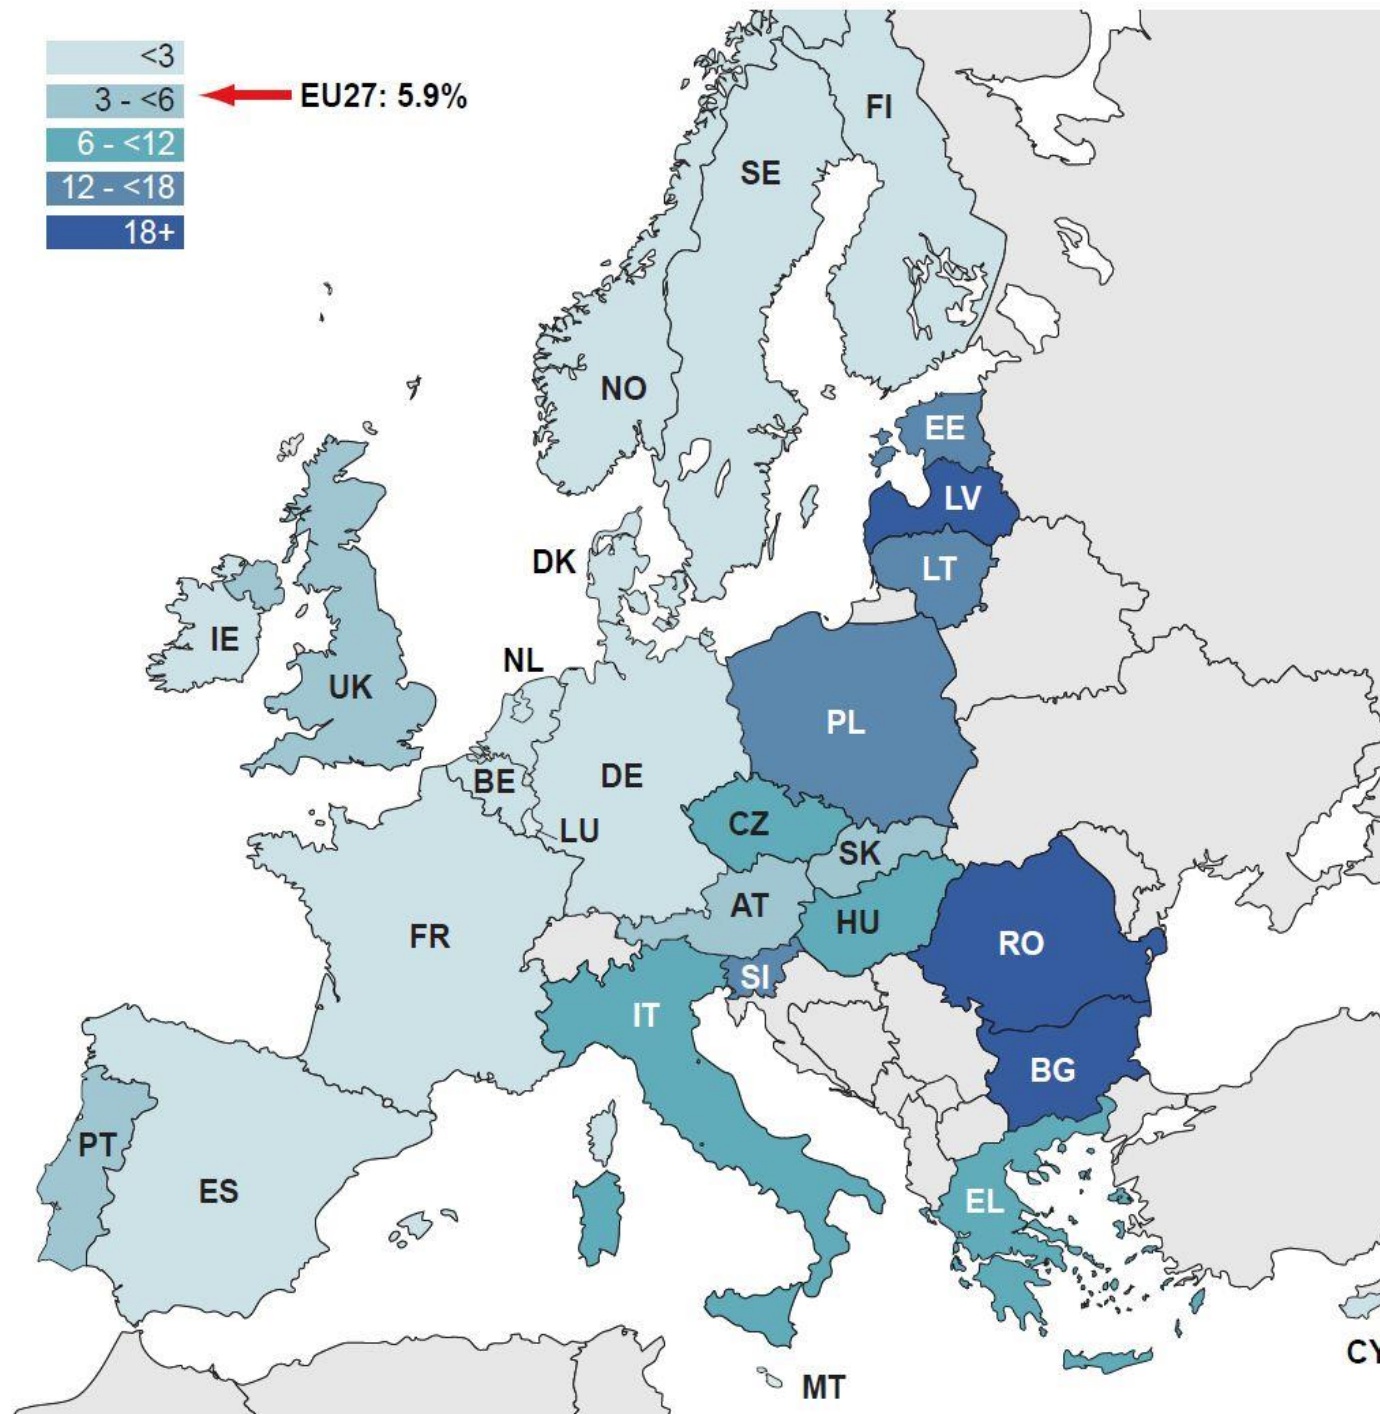 <3
3 - <6
EU27: 5.9%
6 - <12
12 - <18
18+
FI
SE
NO
EE
LV
DK
LT
IE
NL
UK
PL
DE
BE
CZ
LU
SK
AT
HU
FR
RO
SI
IT
BG
PT
ES
EL
CY
MT